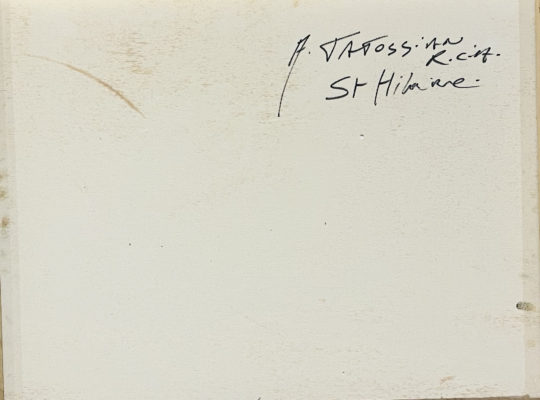 A. TATOSSIAN
R.C.A.
St Hilaire.